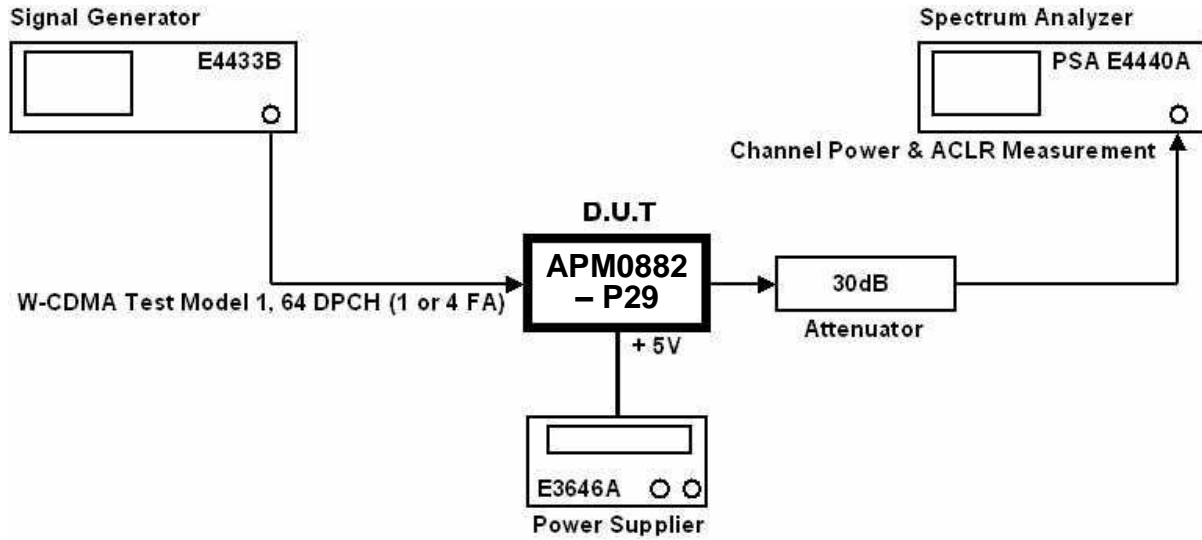 Signal Generator
E4433B
Spectrum Analyzer
PSA E4440A
Channel Power & ACLR Measurement
D.U.T
APM0882
– P29
W-CDMA Test Model 1, 64 DPCH (1 or 4 FA)
30dB
Attenuator
+ 5V
E3646A
Power Supplier